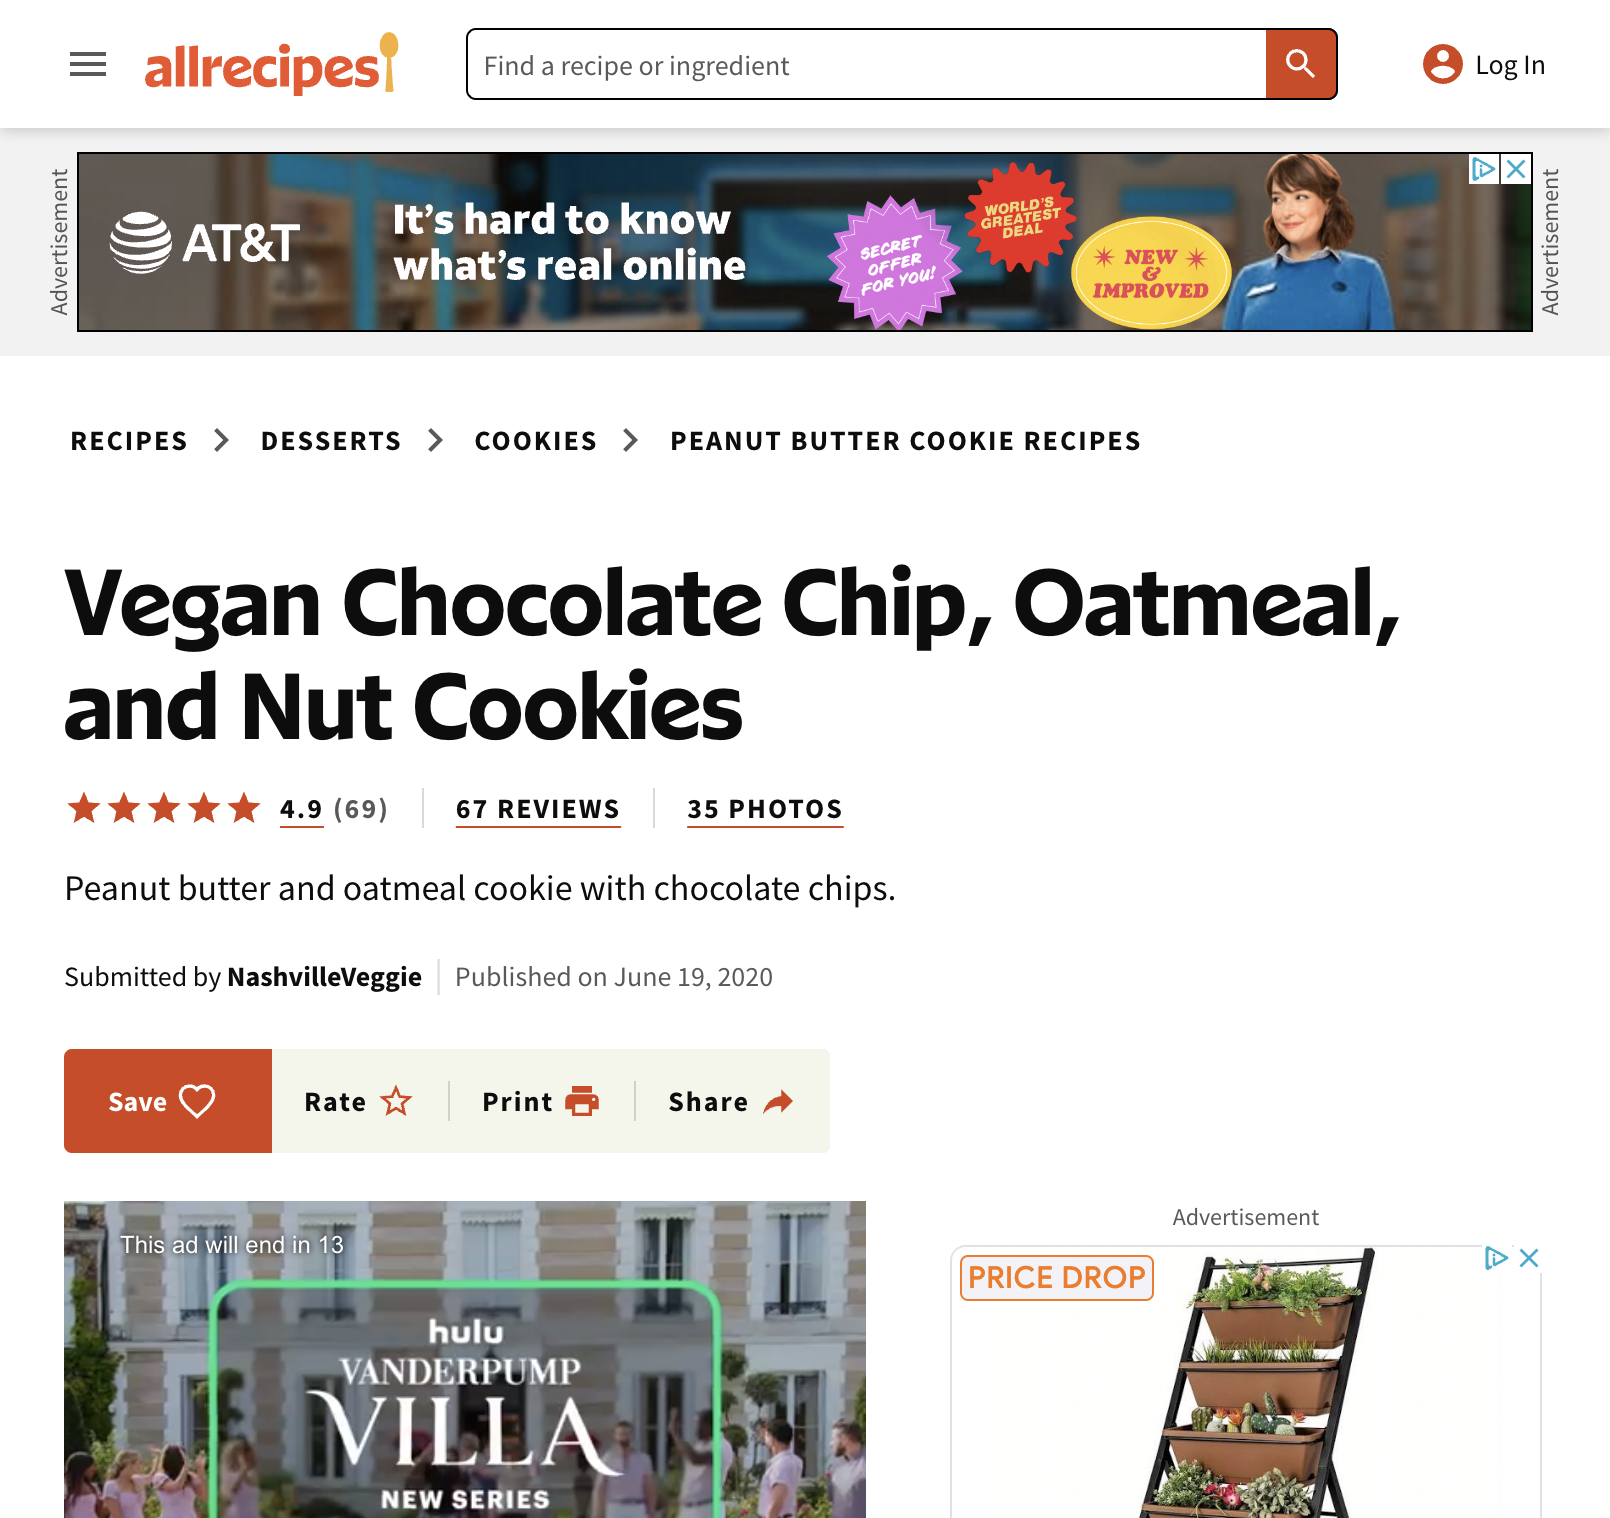 allrecipes
Find a recipe or ingredient
Log In
Advertisement
AT&T
It's hard to know
what's real online
SECRET
OFFER
FOR YOU!
WORLD'S
GREATEST
DEAL
NEW
&
IMPROVED
Advertisement
RECIPES > DESSERTS > COOKIES > PEANUT BUTTER COOKIE RECIPES
Vegan Chocolate Chip, Oatmeal,
and Nut Cookies
4.9 (69) 67 REVIEWS 35 PHOTOS
Peanut butter and oatmeal cookie with chocolate chips.
Submitted by NashvilleVeggie Published on June 19, 2020
Save Rate Print Share
This ad will end in 13
hulu
VANDERPUMP
VILLA
NEW SERIES
Advertisement
PRICE DROP